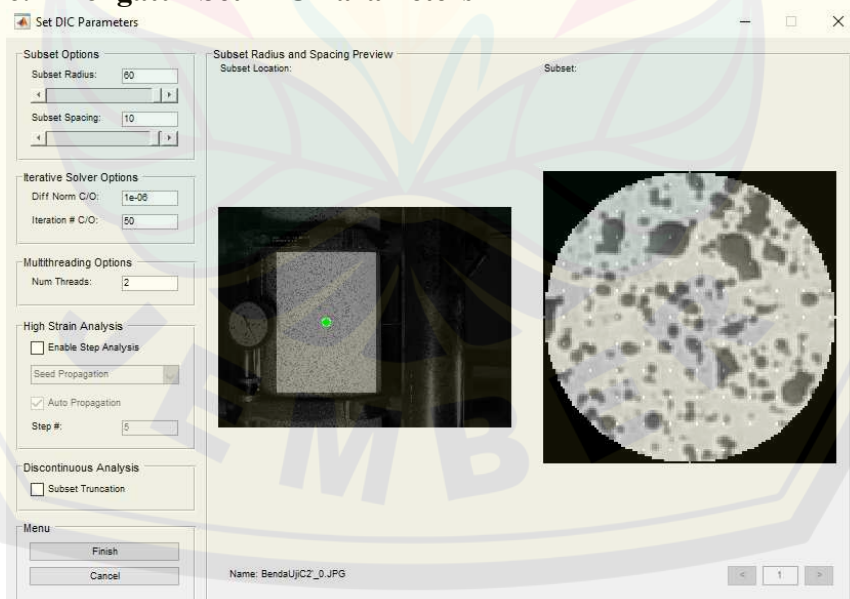 Set DIC Parameters
Subset Options
Subset Radius: 60
Subset Spacing: 10
Iterative Solver Options
Diff Norm C/O: 1e-06
Iteration # C/O: 50
Multithreading Options
Num Threads: 2
High Strain Analysis
Enable Step Analysis
Seed Propagation
Auto Propagation
Step #: 5
Discontinuous Analysis
Subset Truncation
Menu
Finish
Cancel
Subset Radius and Spacing Preview
Subset Location:
Subset:
Name: BendaUjiC2'_0.JPG
< 1 >